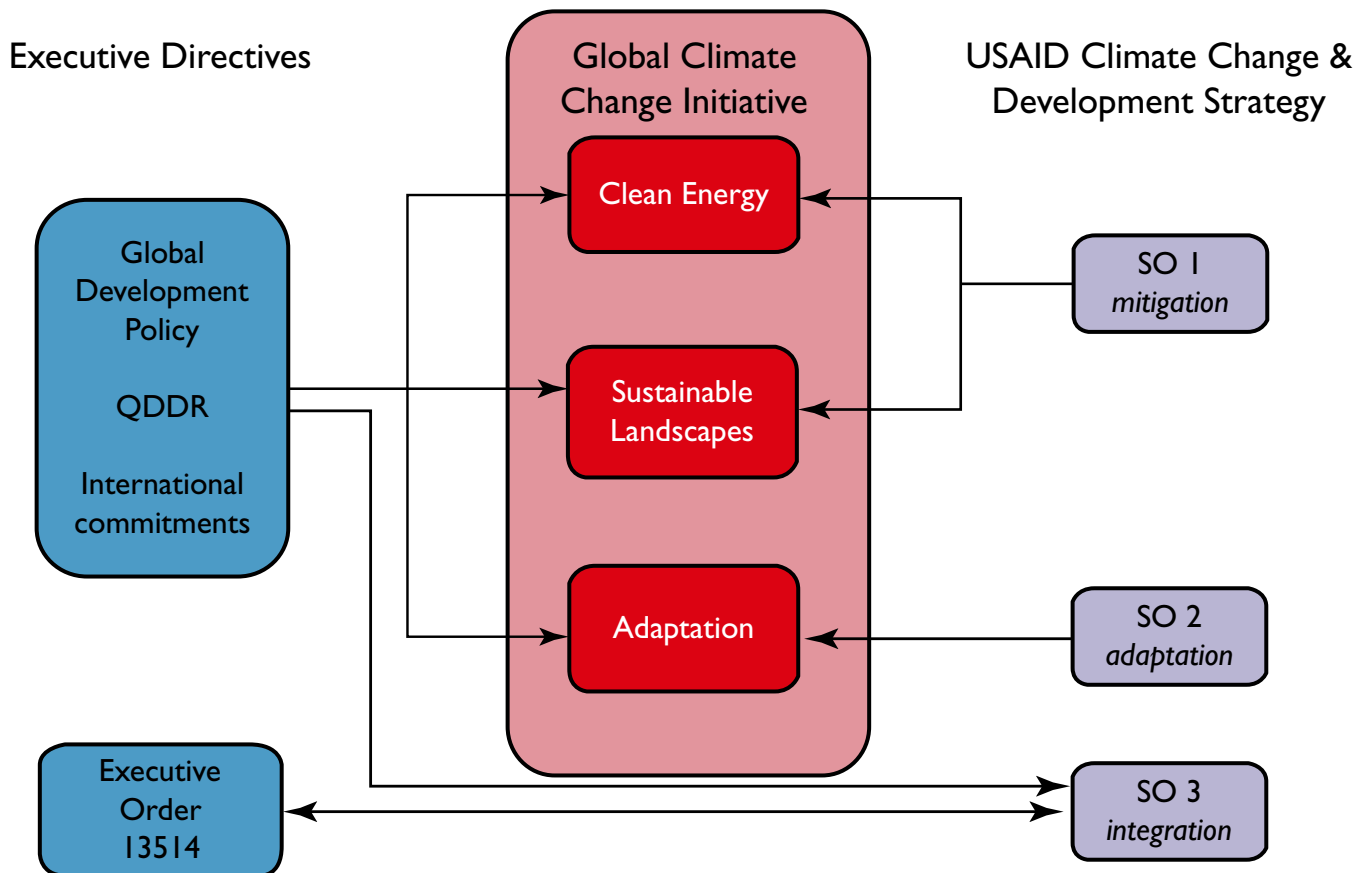 Executive Directives
Global Climate
Change Initiative
USAID Climate Change &
Development Strategy
Global
Development
Policy
QDDR
International
commitments
Executive
Order
13514
Clean Energy
Sustainable
Landscapes
Adaptation
SO 1
mitigation
SO 2
adaptation
SO 3
integration